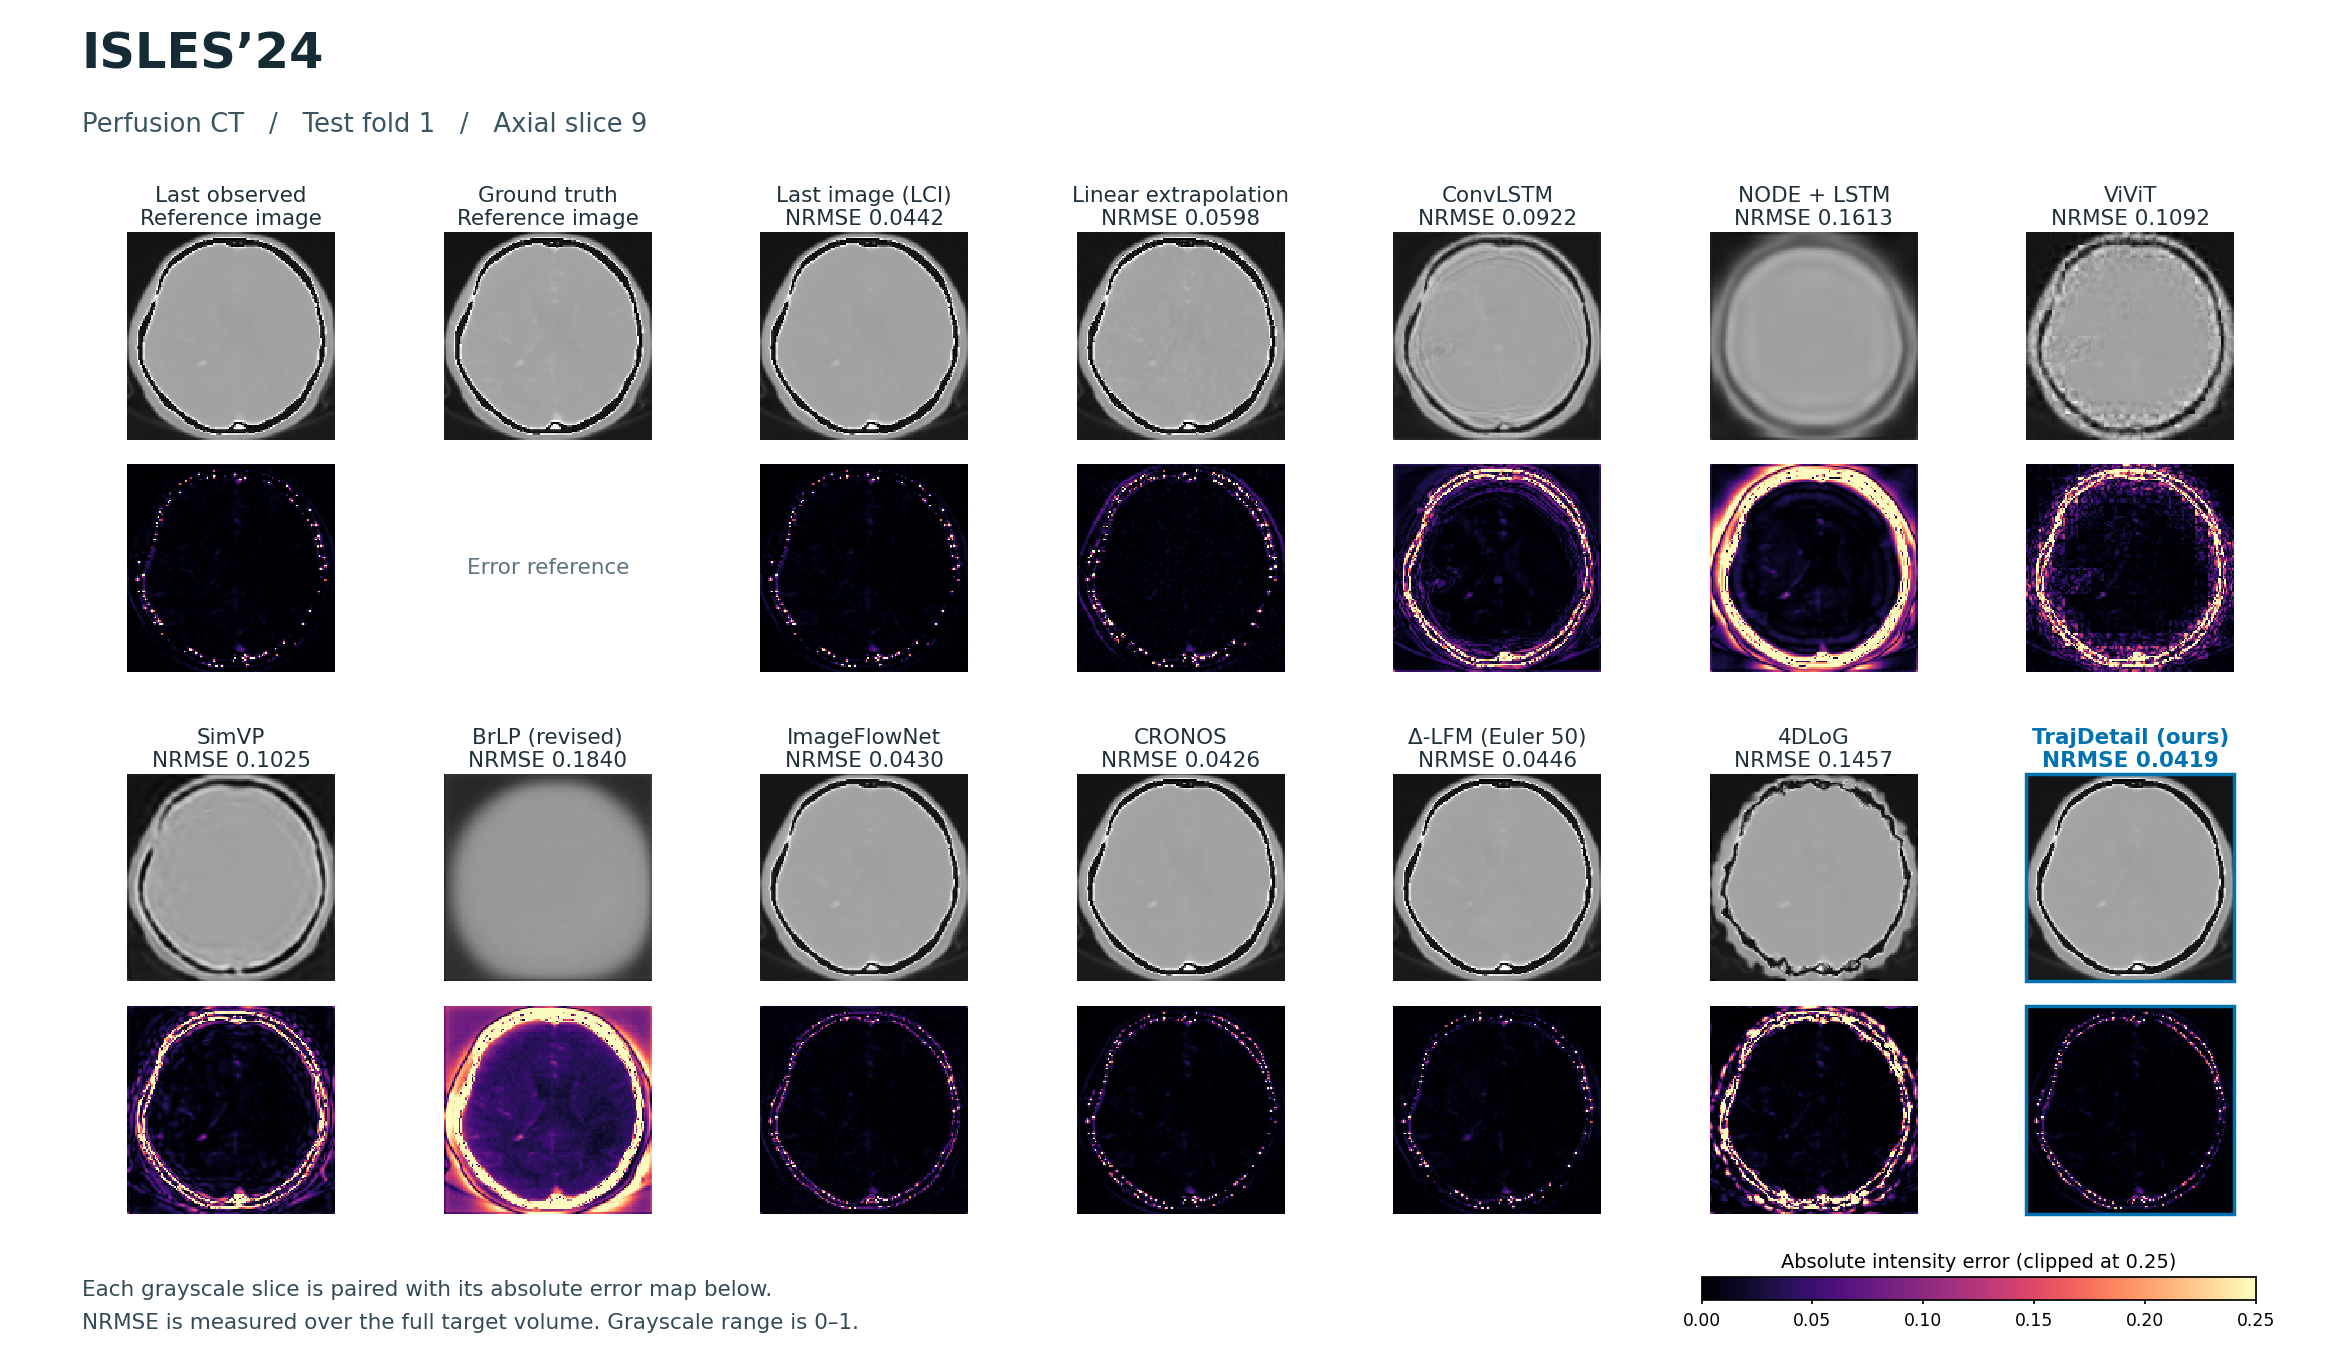 ISLES’24
Perfusion CT / Test fold 1 / Axial slice 9
Last observed
Reference image
Ground truth
Reference image
Last image (LCI)
NRMSE 0.0442
Linear extrapolation
NRMSE 0.0598
ConvLSTM
NRMSE 0.0922
NODE + LSTM
NRMSE 0.1613
ViViT
NRMSE 0.1092
Error reference
SimVP
NRMSE 0.1025
BrLP (revised)
NRMSE 0.1840
ImageFlowNet
NRMSE 0.0430
CRONOS
NRMSE 0.0426
Δ-LFM (Euler 50)
NRMSE 0.0446
4DLoG
NRMSE 0.1457
TrajDetail (ours)
NRMSE 0.0419
Each grayscale slice is paired with its absolute error map below.
NRMSE is measured over the full target volume. Grayscale range is 0–1.
Absolute intensity error (clipped at 0.25)
0.00 0.05 0.10 0.15 0.20 0.25